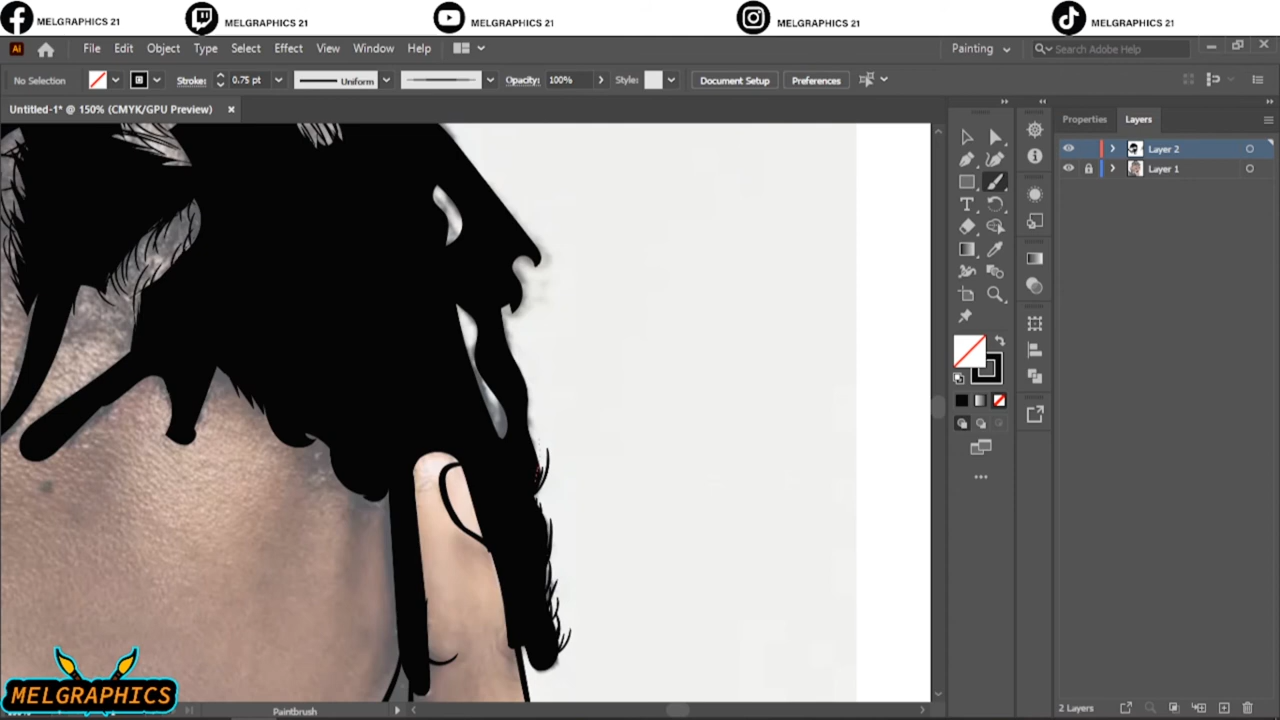 MELGRAPHICS 21
MELGRAPHICS 21
MELGRAPHICS 21
MELGRAPHICS 21
MELGRAPHICS 21
Ai
File Edit Object Type Select Effect View Window Help
Painting
Search Adobe Help
No Selection
Stroke:
0.75 pt
Uniform
Opacity:
100%
Style:
Document Setup
Preferences
Untitled-1* @ 150% (CMYK/GPU Preview)
Properties
Layers
Layer 2
Layer 1
MELGRAPHICS
Paintbrush
2 Layers